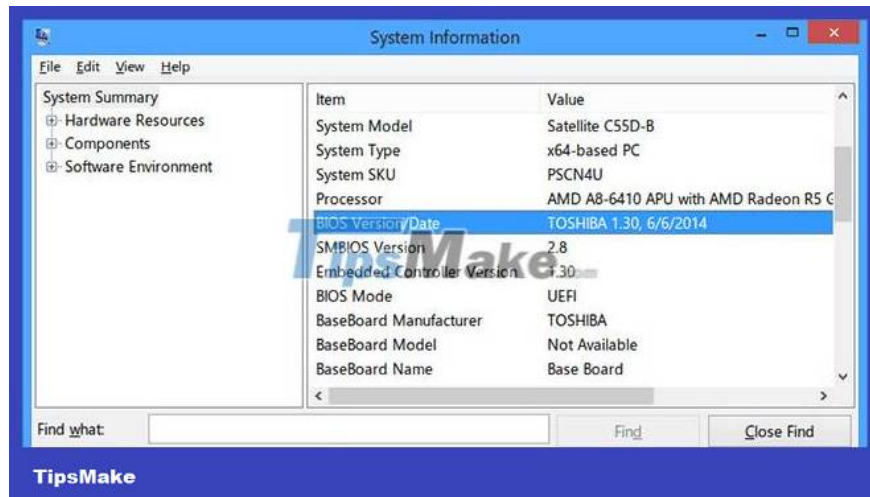 System Information
File Edit View Help
System Summary
Hardware Resources
Components
Software Environment
Item Value
System Model Satellite C55D-B
System Type x64-based PC
System SKU PSCN4U
Processor AMD A8-6410 APU with AMD Radeon R5 G
BIOS Version/Date TOSHIBA 1.30, 6/6/2014
SMBIOS Version 2.8
Embedded Controller Version 1.30
BIOS Mode UEFI
BaseBoard Manufacturer TOSHIBA
BaseBoard Model Not Available
BaseBoard Name Base Board
TipsMake.com
Find what: Find Close Find
TipsMake